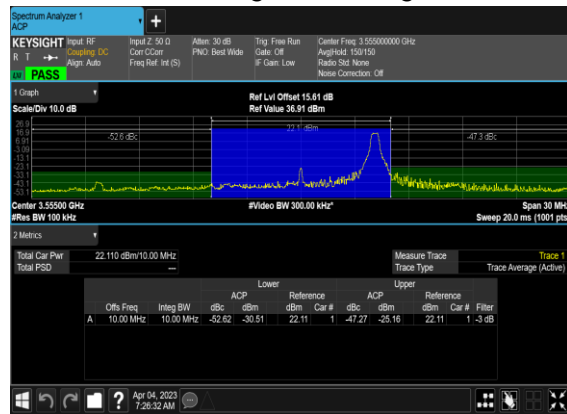 Spectrum Analyzer 1
ACP
+
KEYSIGHT Input: RF Input Z: 50 Ω Atten: 30 dB Trig: Free Run Center Freq: 3.555000000 GHz
R T Coupling: DC Corr CCorr PNO: Best Wide Gate: Off Avg|Hold: 150/150
Align: Auto Freq Ref: Int (S) IF Gain: Low Radio Std: None
LXI PASS Noise Correction: Off
1 Graph
Ref Lvl Offset 15.61 dB
Scale/Div 10.0 dB Ref Value 36.91 dBm
26.9
16.9 -52.6 dBc 22.1 dBm -47.3 dBc
6.91
-3.09
-13.1
-23.1
-33.1
-43.1
-53.1
Center 3.55500 GHz #Video BW 300.00 kHz* Span 30 MHz
#Res BW 100 kHz Sweep 20.0 ms (1001 pts
2 Metrics
Total Car Pwr 22.110 dBm/10.00 MHz Measure Trace Trace 1
Total PSD --- Trace Type Trace Average (Active)
Lower Upper
ACP Reference ACP Reference
Offs Freq Integ BW dBc dBm dBm Car # dBc dBm dBm Car # Filter
A 10.00 MHz 10.00 MHz -52.62 -30.51 22.11 1 -47.27 -25.16 22.11 1 -3 dB
? Apr 04, 2023
7:26:32 AM